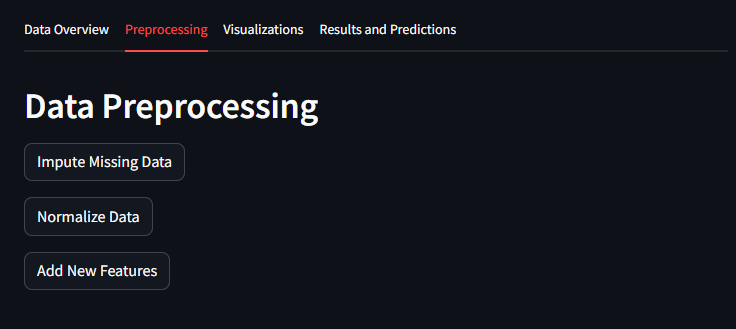 Data Overview Preprocessing Visualizations Results and Predictions
Data Preprocessing
Impute Missing Data
Normalize Data
Add New Features